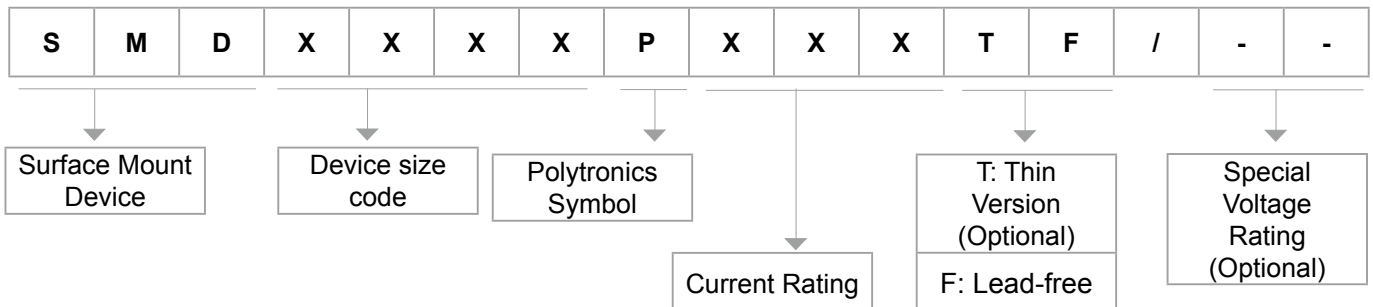 S M D X X X X P X X X T F / - -
Surface Mount
Device
Device size
code
Polytronics
Symbol
Current Rating
T: Thin
Version
(Optional)
F: Lead-free
Special
Voltage
Rating
(Optional)